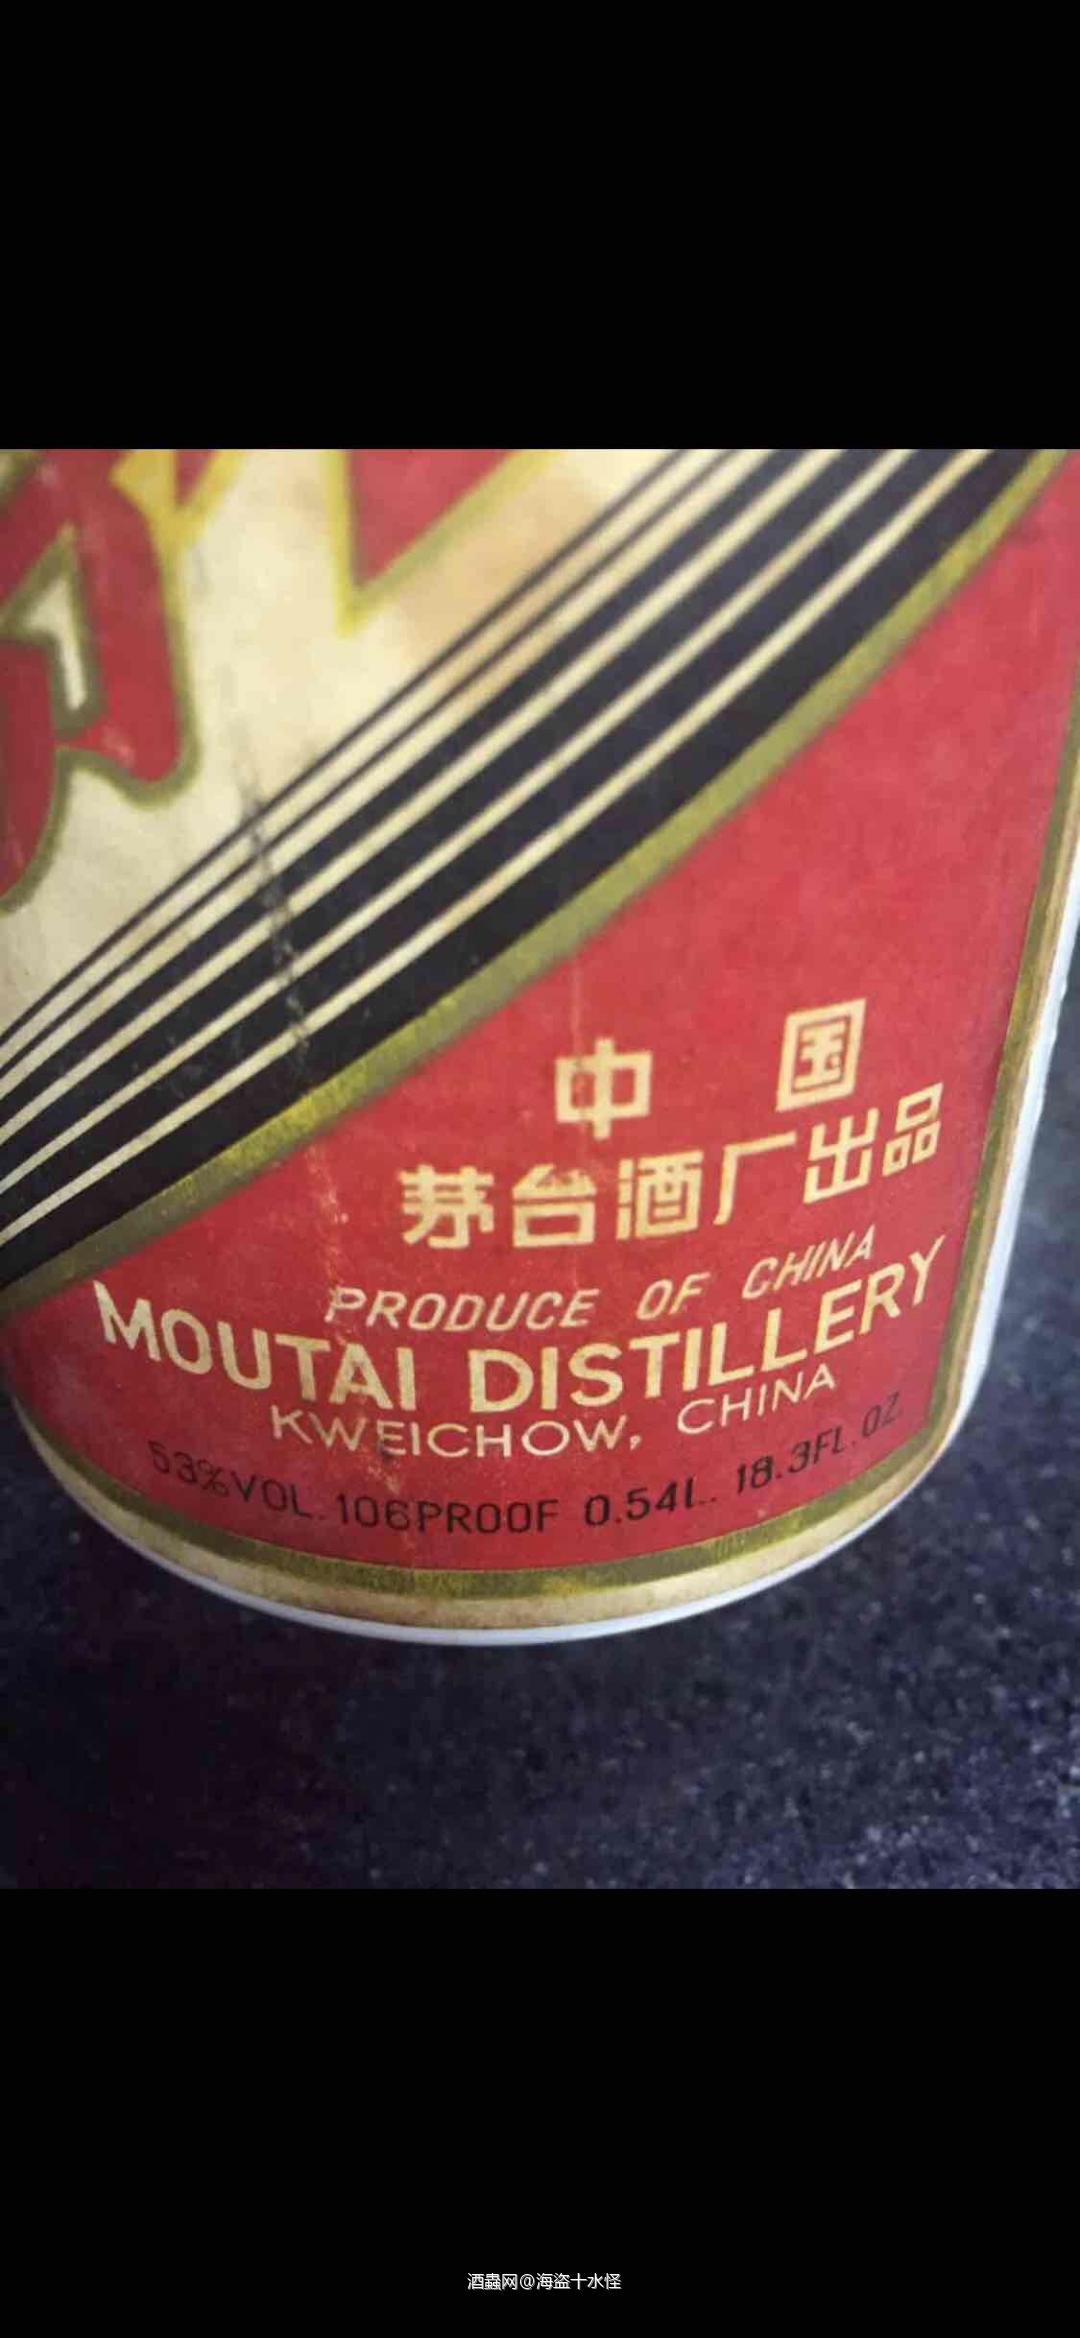 中 国
茅台酒厂出品
PRODUCE OF CHINA
MOUTAI DISTILLERY
KWEICHOW, CHINA
53%VOL. 106PROOF 0.54L. 18.3FL.OZ.
酒蟲网@海盗十水怪